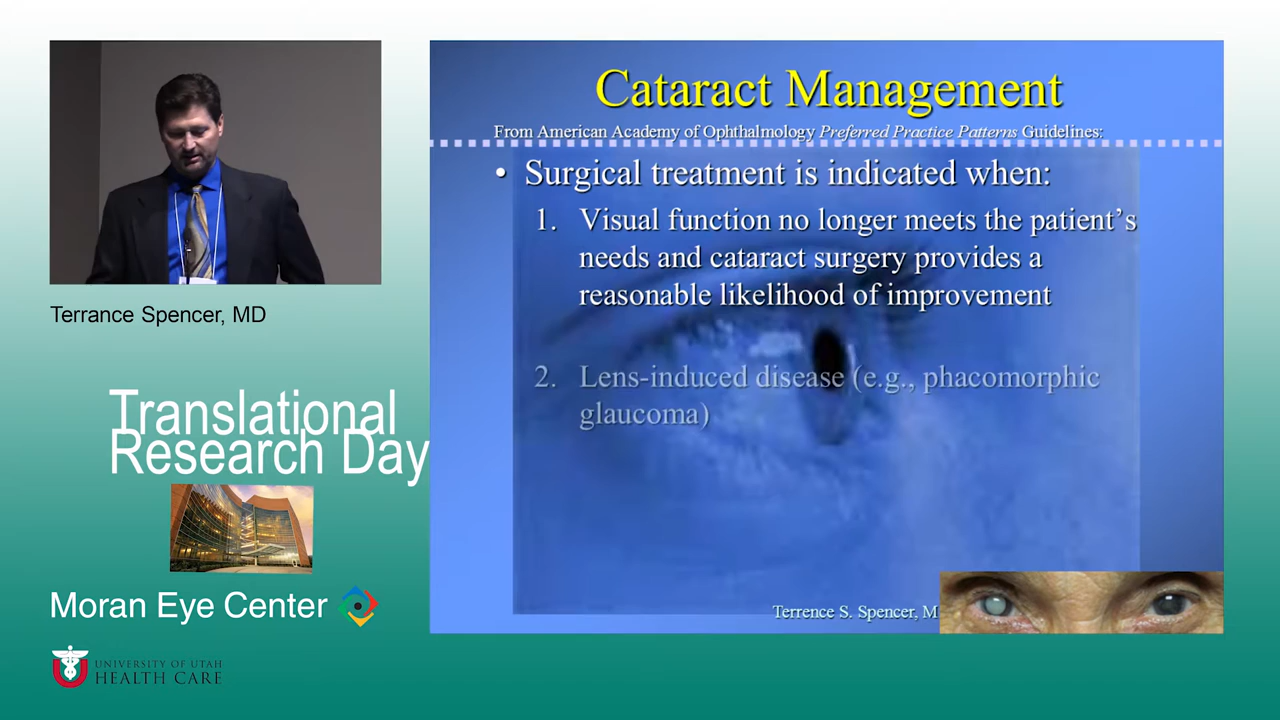 Cataract Management
From American Academy of Ophthalmology Preferred Practice Patterns Guidelines:
• Surgical treatment is indicated when:
1. Visual function no longer meets the patient's
needs and cataract surgery provides a
reasonable likelihood of improvement
2. Lens-induced disease (e.g., phacomorphic
glaucoma)
Terrence S. Spencer, M
Terrance Spencer, MD
Translational
Research Day
Moran Eye Center
UNIVERSITY OF UTAH
HEALTH CARE